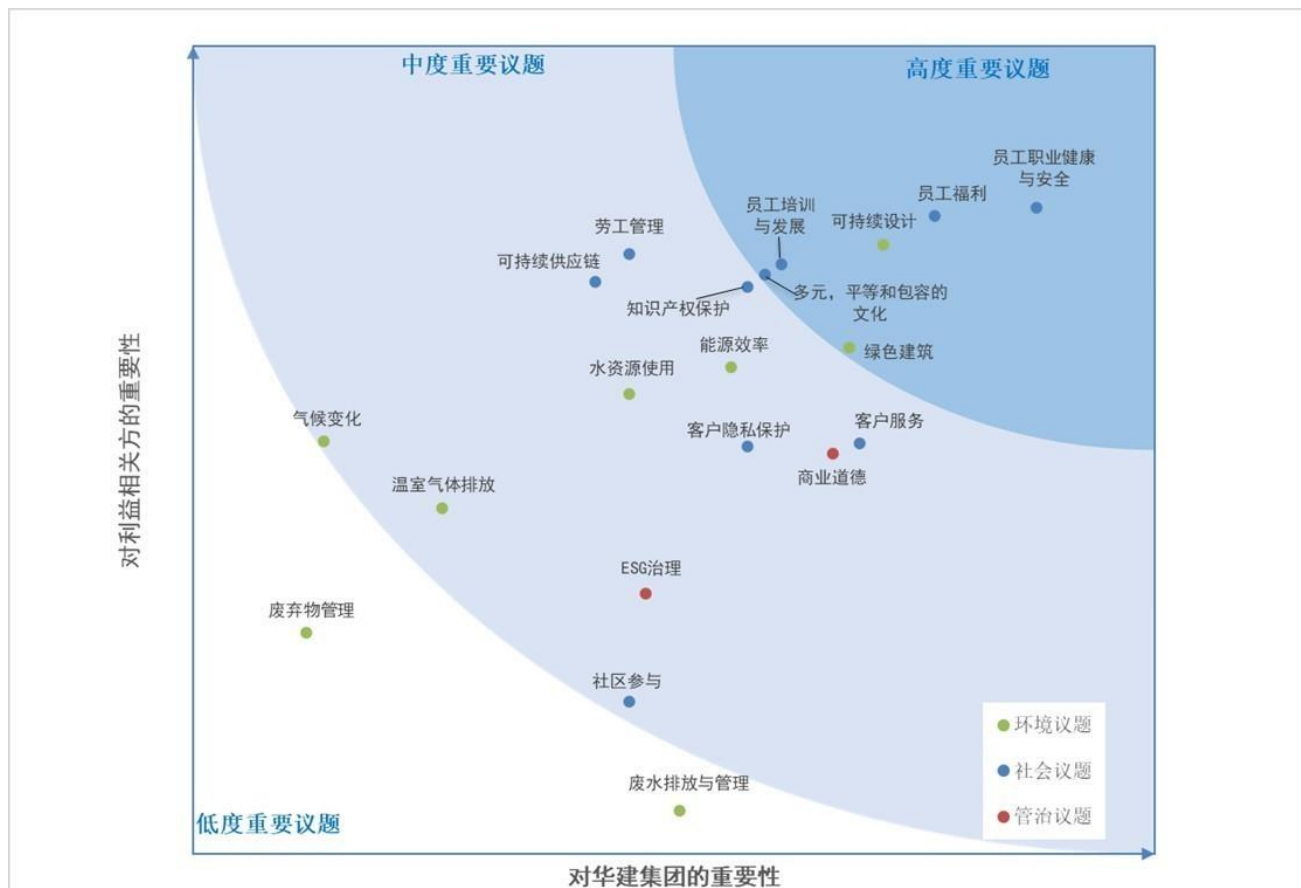 中度重要议题
高度重要议题
员工职业健康
与安全
员工福利
员工培训
与发展
可持续设计
劳工管理
可持续供应链
知识产权保护
多元，平等和包容的
文化
能源效率
绿色建筑
水资源使用
气候变化
客户隐私保护
客户服务
商业道德
温室气体排放
ESG治理
废弃物管理
社区参与
废水排放与管理
环境议题
社会议题
管治议题
低度重要议题
对利益相关方的重要性
对华建集团的重要性